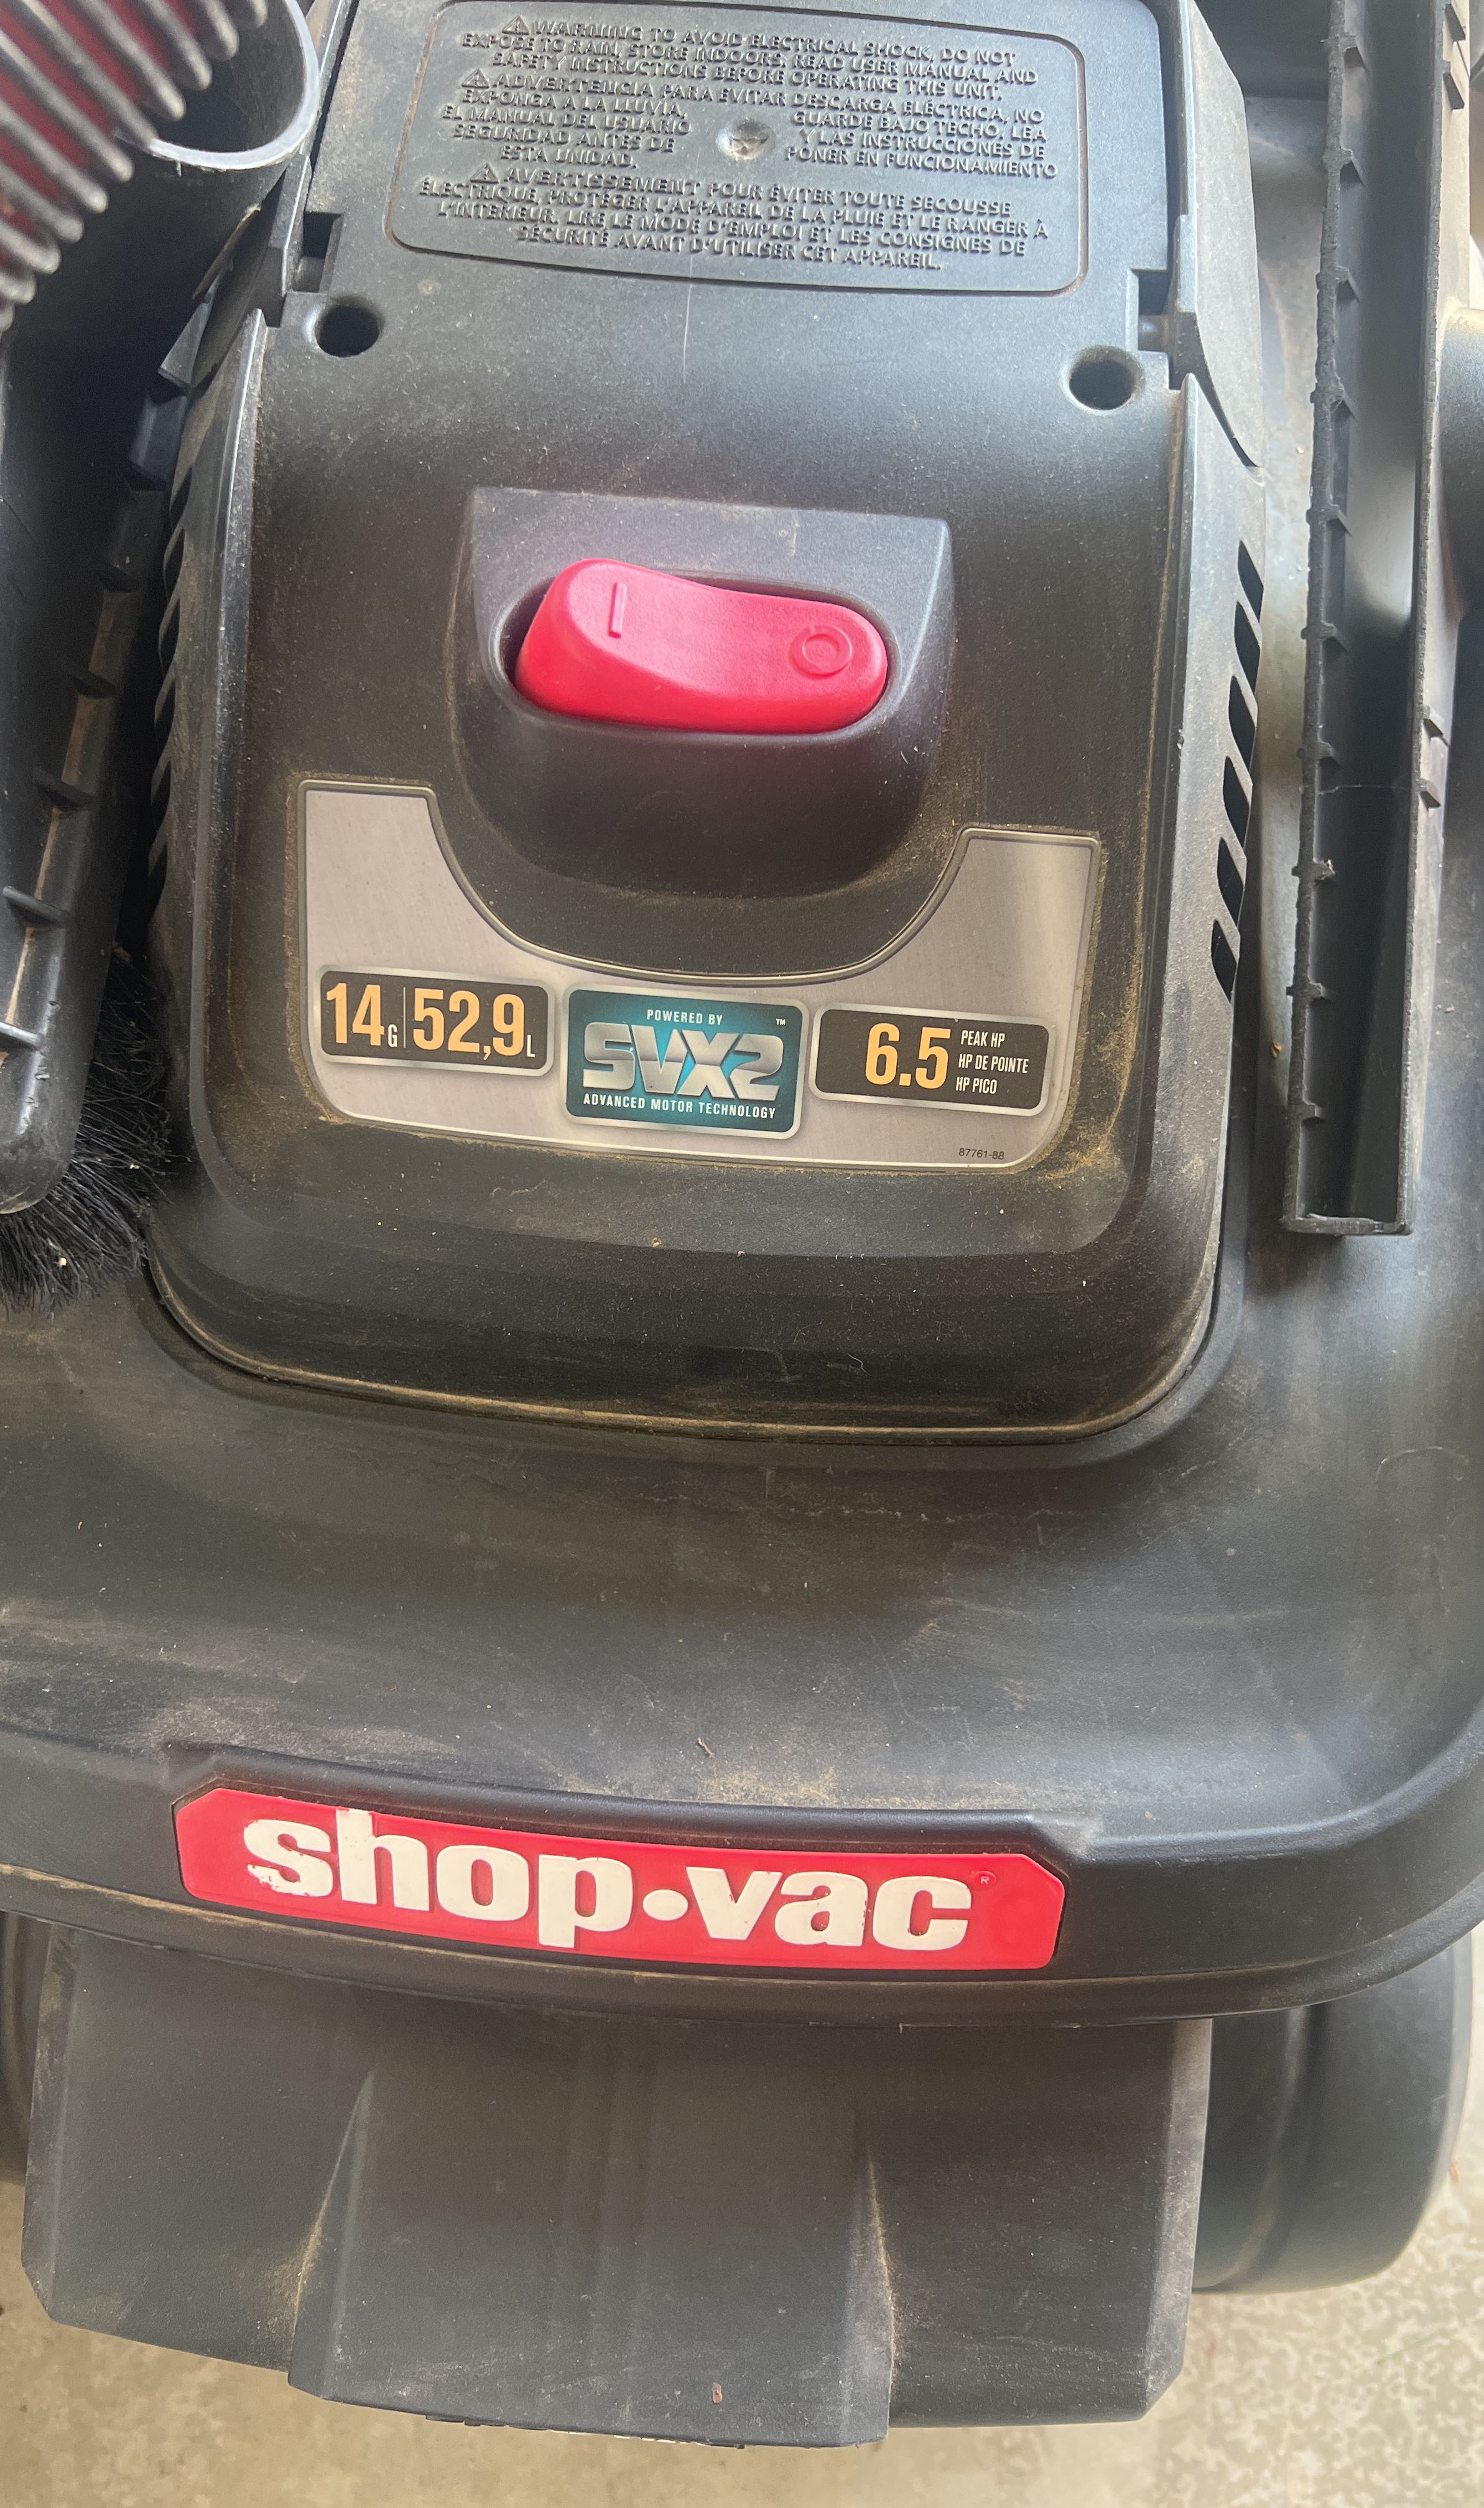 ⚠ WARNING TO AVOID ELECTRICAL SHOCK, DO NOT
EXPOSE TO RAIN, STORE INDOORS, READ USER MANUAL AND
SAFETY INSTRUCTIONS BEFORE OPERATING THIS UNIT.
⚠ ADVERTENCIA PARA EVITAR DESCARGA ELÉCTRICA, NO
EXPONGA A LA LLUVIA, GUARDE BAJO TECHO, LEA
EL MANUAL DEL USUARIO Y LAS INSTRUCCIONES DE
SEGURIDAD ANTES DE PONER EN FUNCIONAMIENTO
ESTA UNIDAD.
⚠ AVERTISSEMENT POUR ÉVITER TOUTE SECOUSSE
ÉLECTRIQUE, PROTÉGER L'APPAREIL DE LA PLUIE ET LE RANGER À
L'INTÉRIEUR. LIRE LE MODE D'EMPLOI ET LES CONSIGNES DE
SÉCURITÉ AVANT D'UTILISER CET APPAREIL.
I O
14G | 52,9L
POWERED BY
SVX2™
ADVANCED MOTOR TECHNOLOGY
6.5 PEAK HP
HP DE POINTE
HP PICO
87761-88
shop·vac®